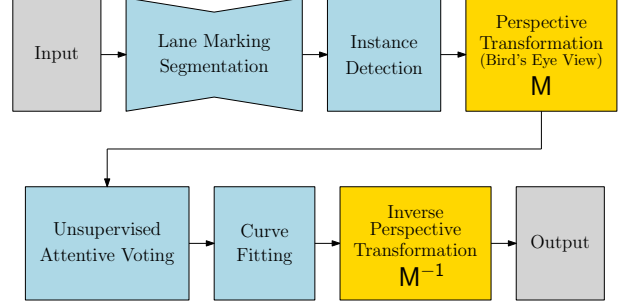 Input
Lane Marking
Segmentation
Instance
Detection
Perspective
Transformation
(Bird's Eye View)
M
Unsupervised
Attentive Voting
Curve
Fitting
Inverse
Perspective
Transformation
M⁻¹
Output